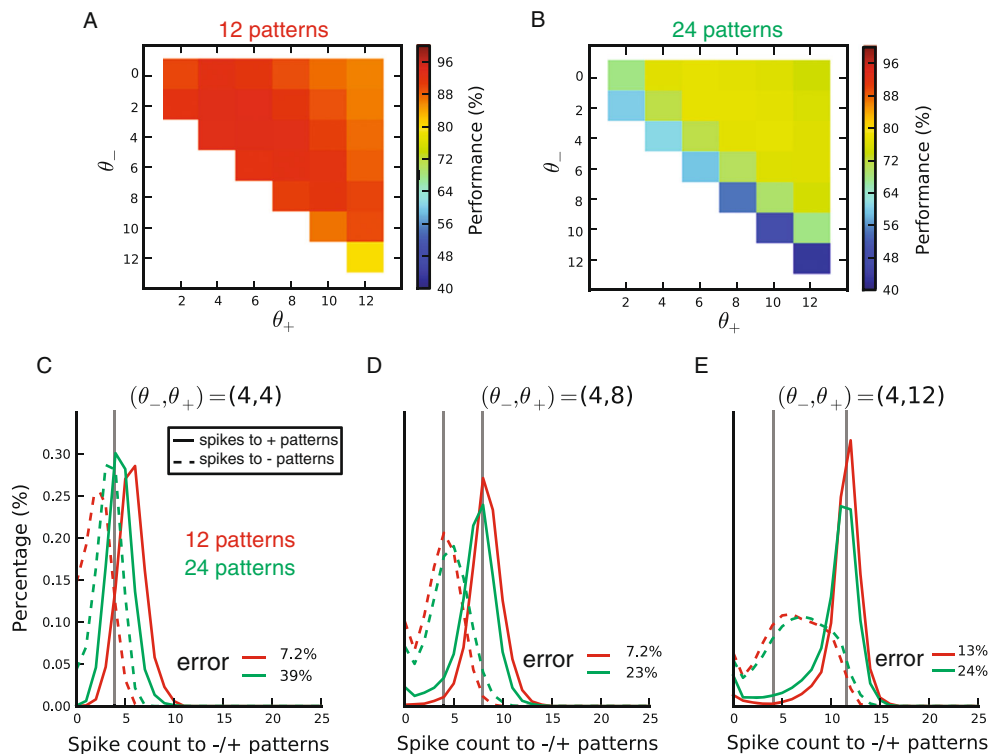 A
12 patterns
0
2
4
6
8
10
12
θ_
2 4 6 8 10 12
θ+
96
88
80
72
64
56
48
40
Performance (%)
B
24 patterns
0
2
4
6
8
10
12
θ_
2 4 6 8 10 12
θ+
96
88
80
72
64
56
48
40
Performance (%)
C
(θ_,θ+)=(4,4)
spikes to + patterns
spikes to - patterns
12 patterns
24 patterns
error
7.2%
39%
0.30
0.25
0.20
0.15
0.10
0.05
0.00
Percentage (%)
0 5 10 15 20 25
Spike count to -/+ patterns
D
(θ_,θ+)=(4,8)
error
7.2%
23%
0 5 10 15 20 25
Spike count to -/+ patterns
E
(θ_,θ+)=(4,12)
error
13%
24%
0 5 10 15 20 25
Spike count to -/+ patterns